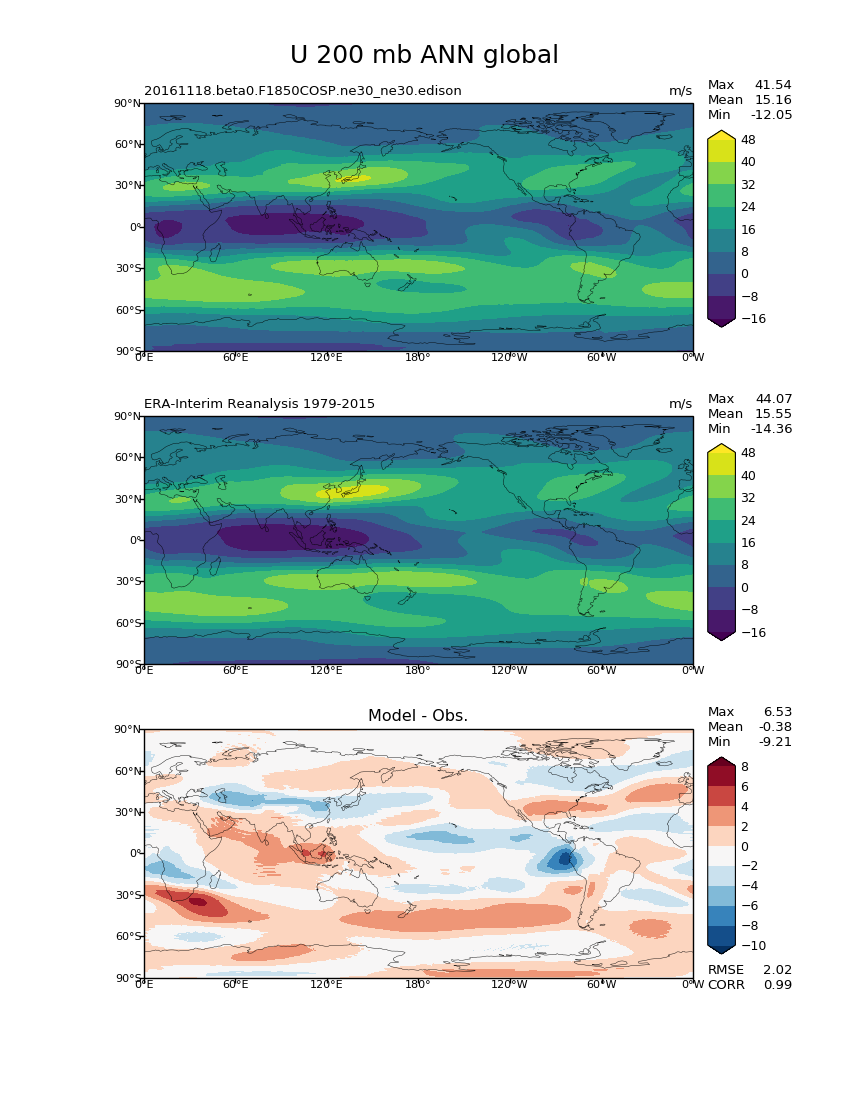 U 200 mb ANN global
20161118.beta0.F1850COSP.ne30_ne30.edison m/s
Max 41.54
Mean 15.16
Min -12.05
90°N
60°N
30°N
0°
30°S
60°S
90°S
0°E 60°E 120°E 180° 120°W 60°W 0°W
48
40
32
24
16
8
0
−8
−16
ERA-Interim Reanalysis 1979-2015 m/s
Max 44.07
Mean 15.55
Min -14.36
90°N
60°N
30°N
0°
30°S
60°S
90°S
0°E 60°E 120°E 180° 120°W 60°W 0°W
48
40
32
24
16
8
0
−8
−16
Model - Obs.
Max 6.53
Mean -0.38
Min -9.21
90°N
60°N
30°N
0°
30°S
60°S
90°S
0°E 60°E 120°E 180° 120°W 60°W 0°W
8
6
4
2
0
−2
−4
−6
−8
−10
RMSE 2.02
CORR 0.99